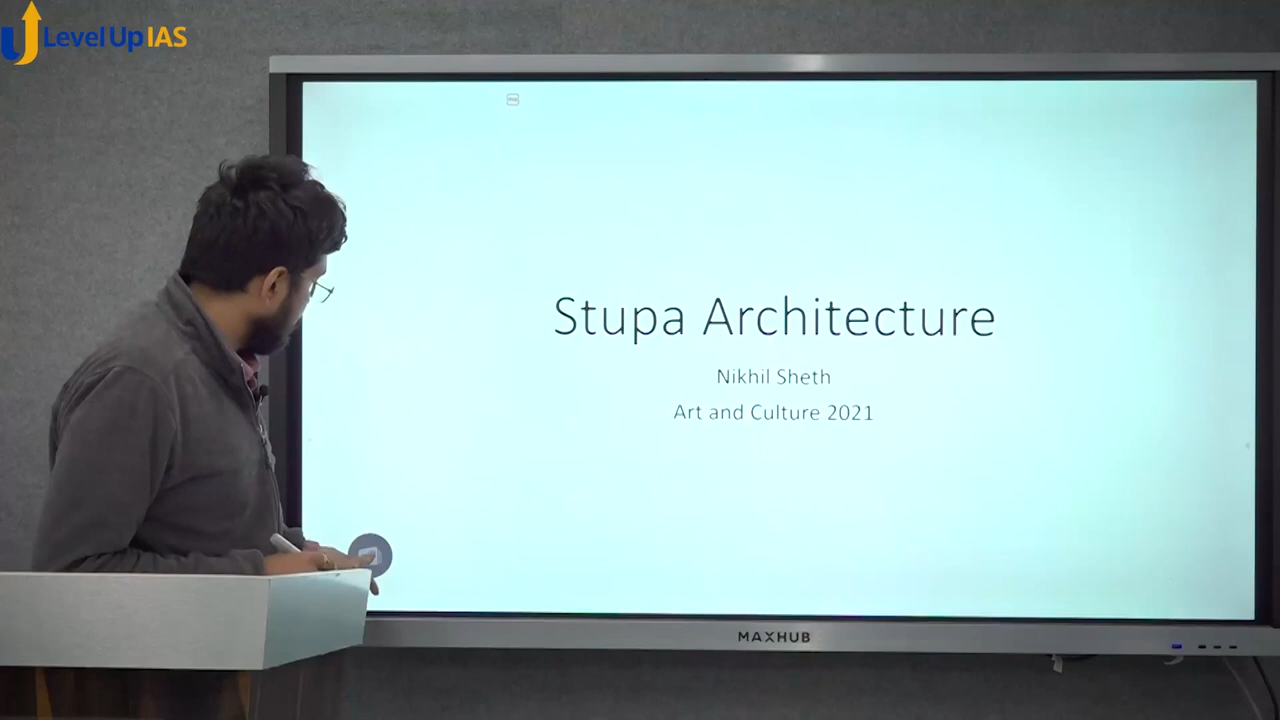 Level Up IAS
Stupa Architecture
Nikhil Sheth
Art and Culture 2021
MAXHUB